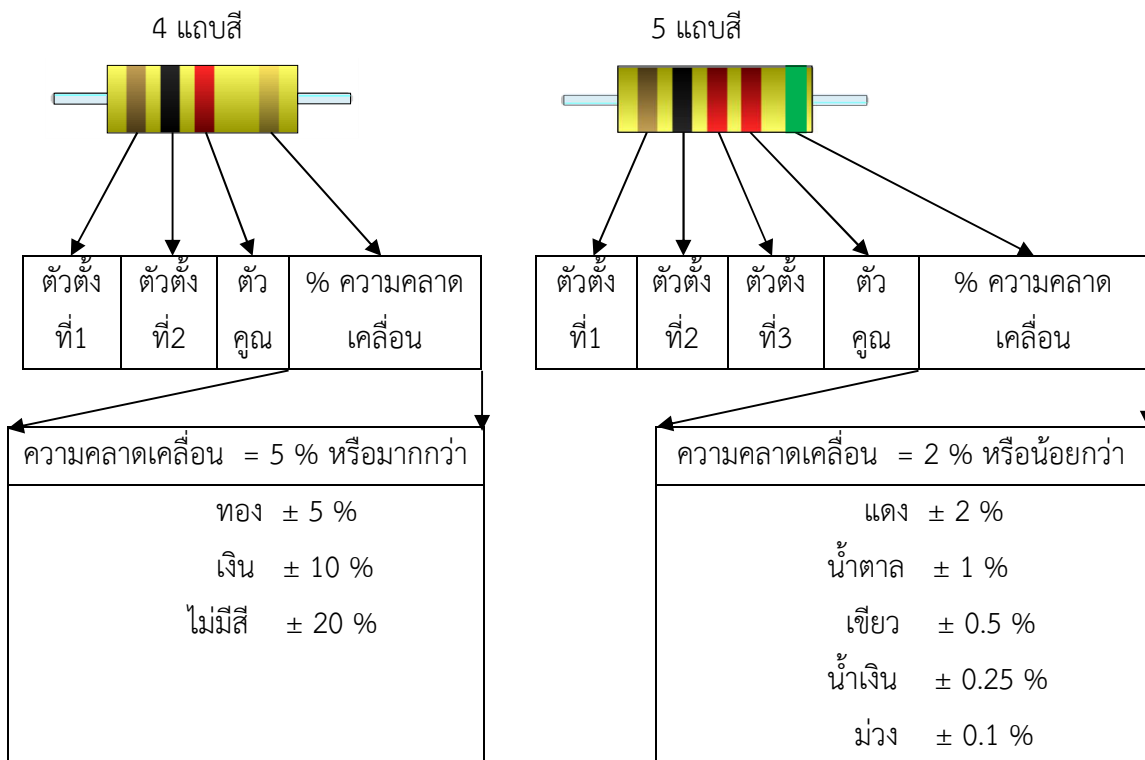 4 แถบสี
ตัวตั้ง
ที่1
ตัวตั้ง
ที่2
ตัว
คูณ
% ความคลาด
เคลื่อน
ความคลาดเคลื่อน = 5 % หรือมากกว่า
ทอง ± 5 %
เงิน ± 10 %
ไม่มีสี ± 20 %
5 แถบสี
ตัวตั้ง
ที่1
ตัวตั้ง
ที่2
ตัวตั้ง
ที่3
ตัว
คูณ
% ความคลาด
เคลื่อน
ความคลาดเคลื่อน = 2 % หรือน้อยกว่า
แดง ± 2 %
น้ำตาล ± 1 %
เขียว ± 0.5 %
น้ำเงิน ± 0.25 %
ม่วง ± 0.1 %